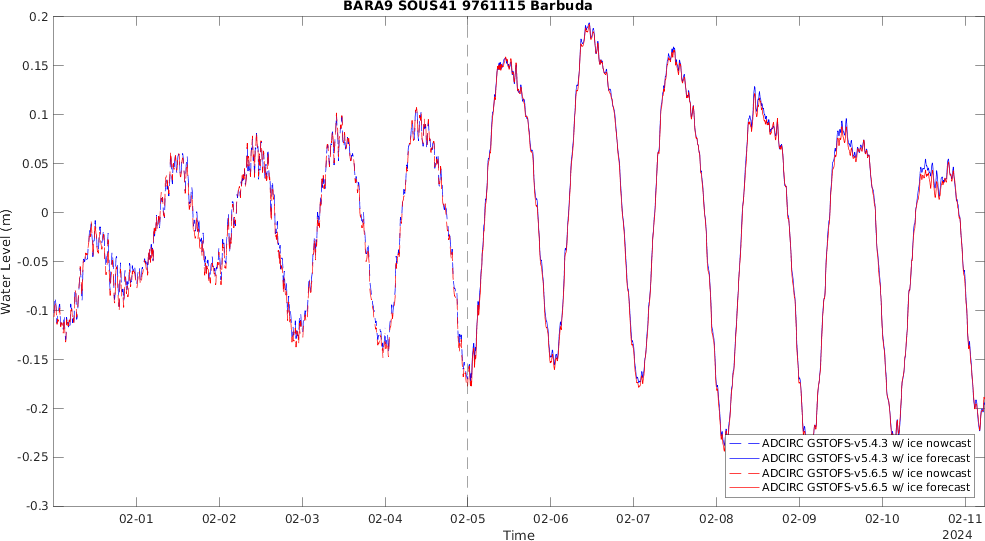 BARA9 SOUS41 9761115 Barbuda
0.2
0.15
0.1
0.05
0
-0.05
-0.1
-0.15
-0.2
-0.25
-0.3
Water Level (m)
ADCIRC GSTOFS-v5.4.3 w/ ice nowcast
ADCIRC GSTOFS-v5.4.3 w/ ice forecast
ADCIRC GSTOFS-v5.6.5 w/ ice nowcast
ADCIRC GSTOFS-v5.6.5 w/ ice forecast
02-01 02-02 02-03 02-04 02-05 02-06 02-07 02-08 02-09 02-10 02-11
Time
2024